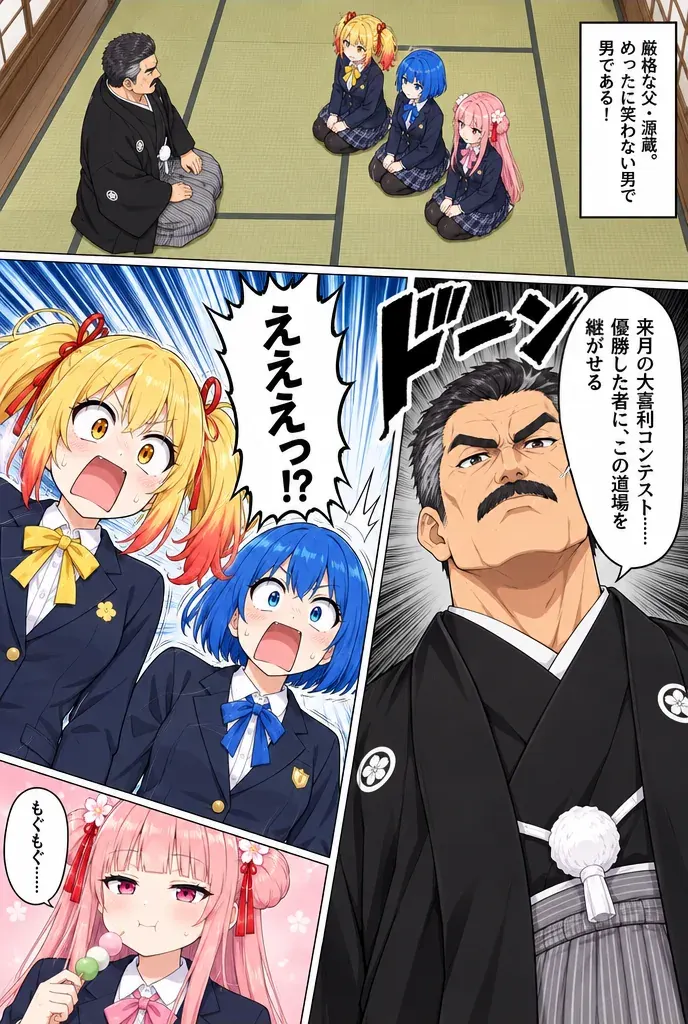 厳格な父・源蔵。
めったに笑わない男で
男である！
来月の大喜利コンテスト……
優勝した者に、この道場を
継がせる
ドーン
えええっ!?
もぐもぐ……